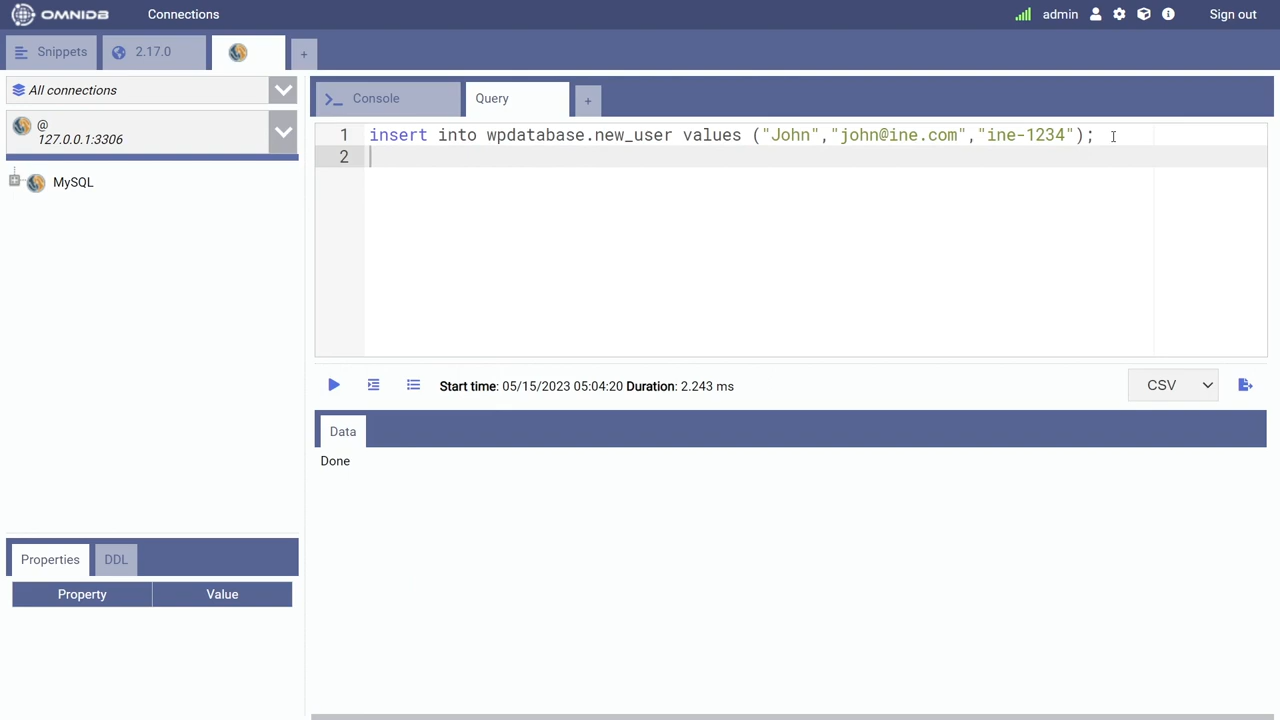 OMNIDB
Connections
admin
Sign out
Snippets
2.17.0
+
All connections
@
127.0.0.1:3306
MySQL
Console
Query
+
1 insert into wpdatabase.new_user values ("John","john@ine.com","ine-1234");
2
Start time: 05/15/2023 05:04:20 Duration: 2.243 ms
CSV
Data
Done
Properties
DDL
Property
Value